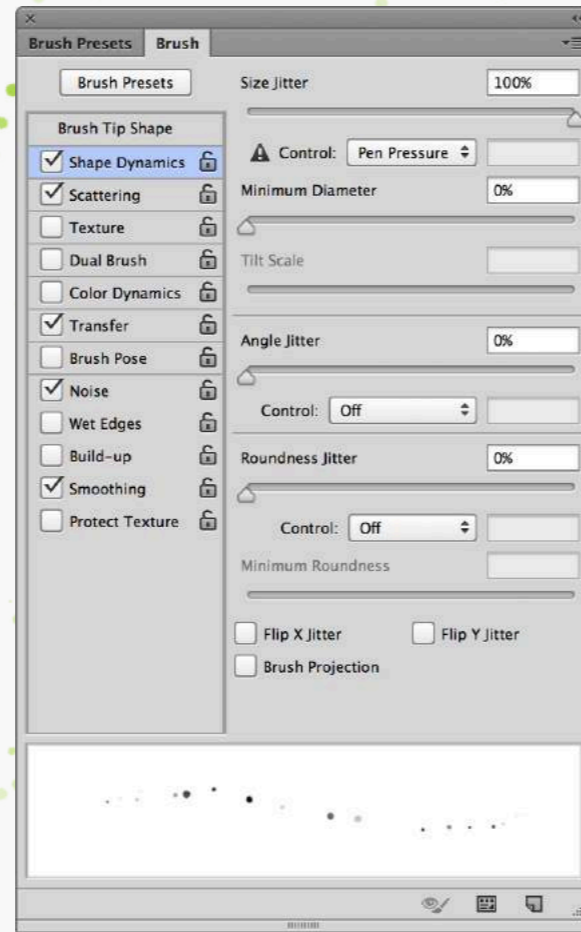 Brush Presets Brush
Brush Presets
Brush Tip Shape
Shape Dynamics
Scattering
Texture
Dual Brush
Color Dynamics
Transfer
Brush Pose
Noise
Wet Edges
Build-up
Smoothing
Protect Texture
Size Jitter 100%
Control: Pen Pressure
Minimum Diameter 0%
Tilt Scale
Angle Jitter 0%
Control: Off
Roundness Jitter 0%
Control: Off
Minimum Roundness
Flip X Jitter Flip Y Jitter
Brush Projection